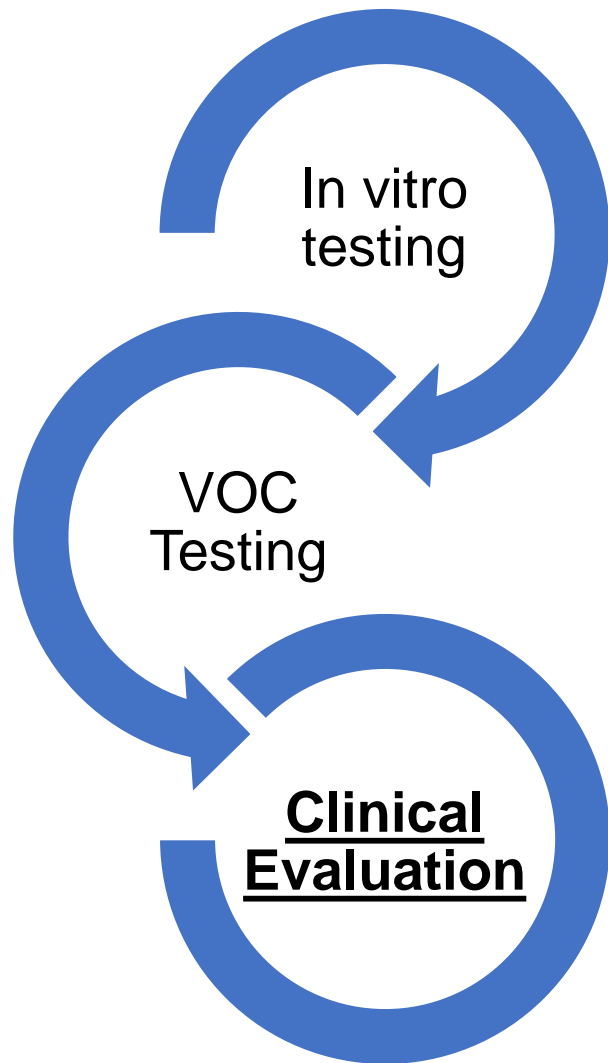 In vitro
testing
VOC
Testing
Clinical
Evaluation